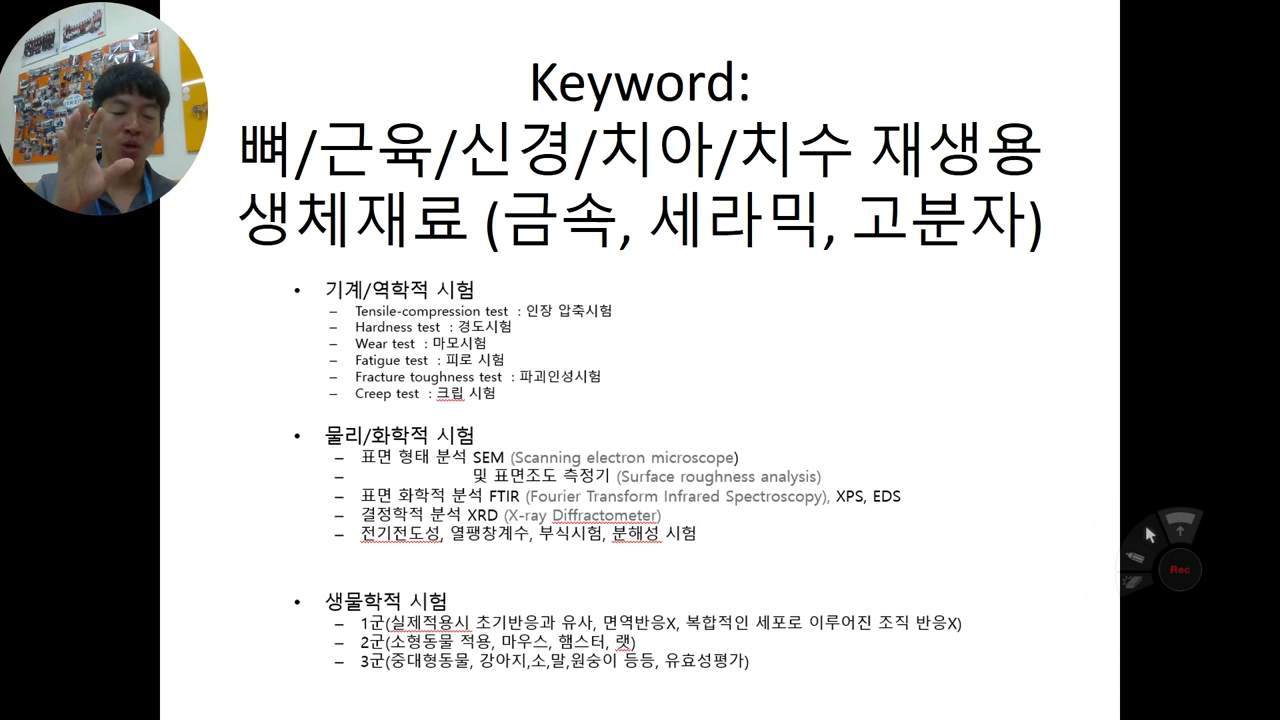 Keyword:
뼈/근육/신경/치아/치수 재생용
생체재료 (금속, 세라믹, 고분자)
• 기계/역학적 시험
– Tensile-compression test : 인장 압축시험
– Hardness test : 경도시험
– Wear test : 마모시험
– Fatigue test : 피로 시험
– Fracture toughness test : 파괴인성시험
– Creep test : 크립 시험
• 물리/화학적 시험
– 표면 형태 분석 SEM (Scanning electron microscope)
– 및 표면조도 측정기 (Surface roughness analysis)
– 표면 화학적 분석 FTIR (Fourier Transform Infrared Spectroscopy), XPS, EDS
– 결정학적 분석 XRD (X-ray Diffractometer)
– 전기전도성, 열팽창계수, 부식시험, 분해성 시험
• 생물학적 시험
– 1군(실제적용시 초기반응과 유사, 면역반응X, 복합적인 세포로 이루어진 조직 반응X)
– 2군(소형동물 적용, 마우스, 햄스터, 랫)
– 3군(중대형동물, 강아지,소,말,원숭이 등등, 유효성평가)
Rec